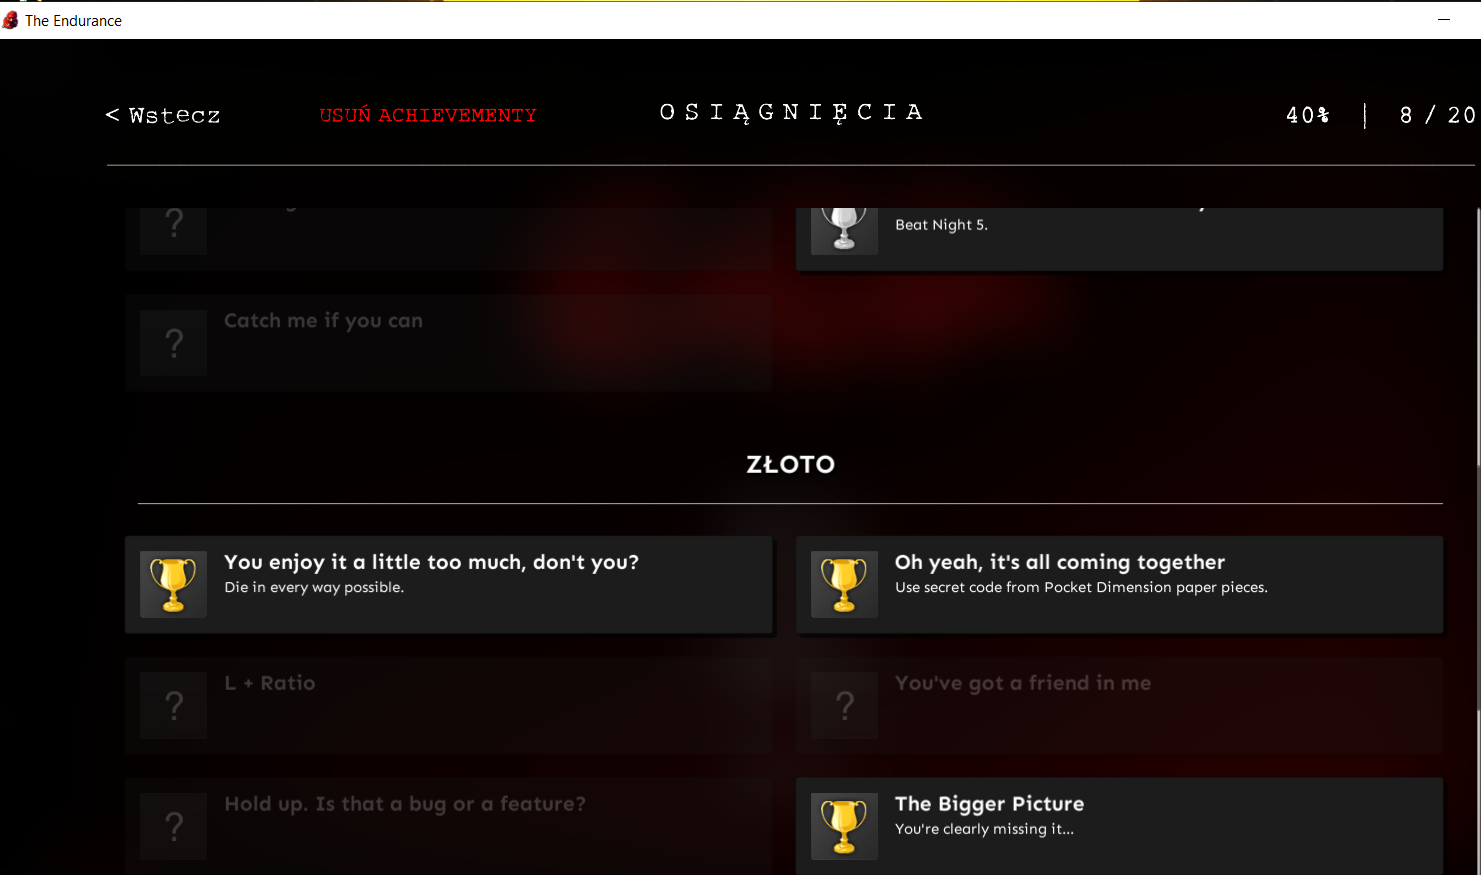 The Endurance
< Wstecz
USUŃ ACHIEVEMENTY
OSIĄGNIĘCIA
40% | 8 / 20
?
Beat Night 5.
?
Catch me if you can
ZŁOTO
You enjoy it a little too much, don't you?
Die in every way possible.
Oh yeah, it's all coming together
Use secret code from Pocket Dimension paper pieces.
?
L + Ratio
?
You've got a friend in me
?
Hold up. Is that a bug or a feature?
The Bigger Picture
You're clearly missing it...